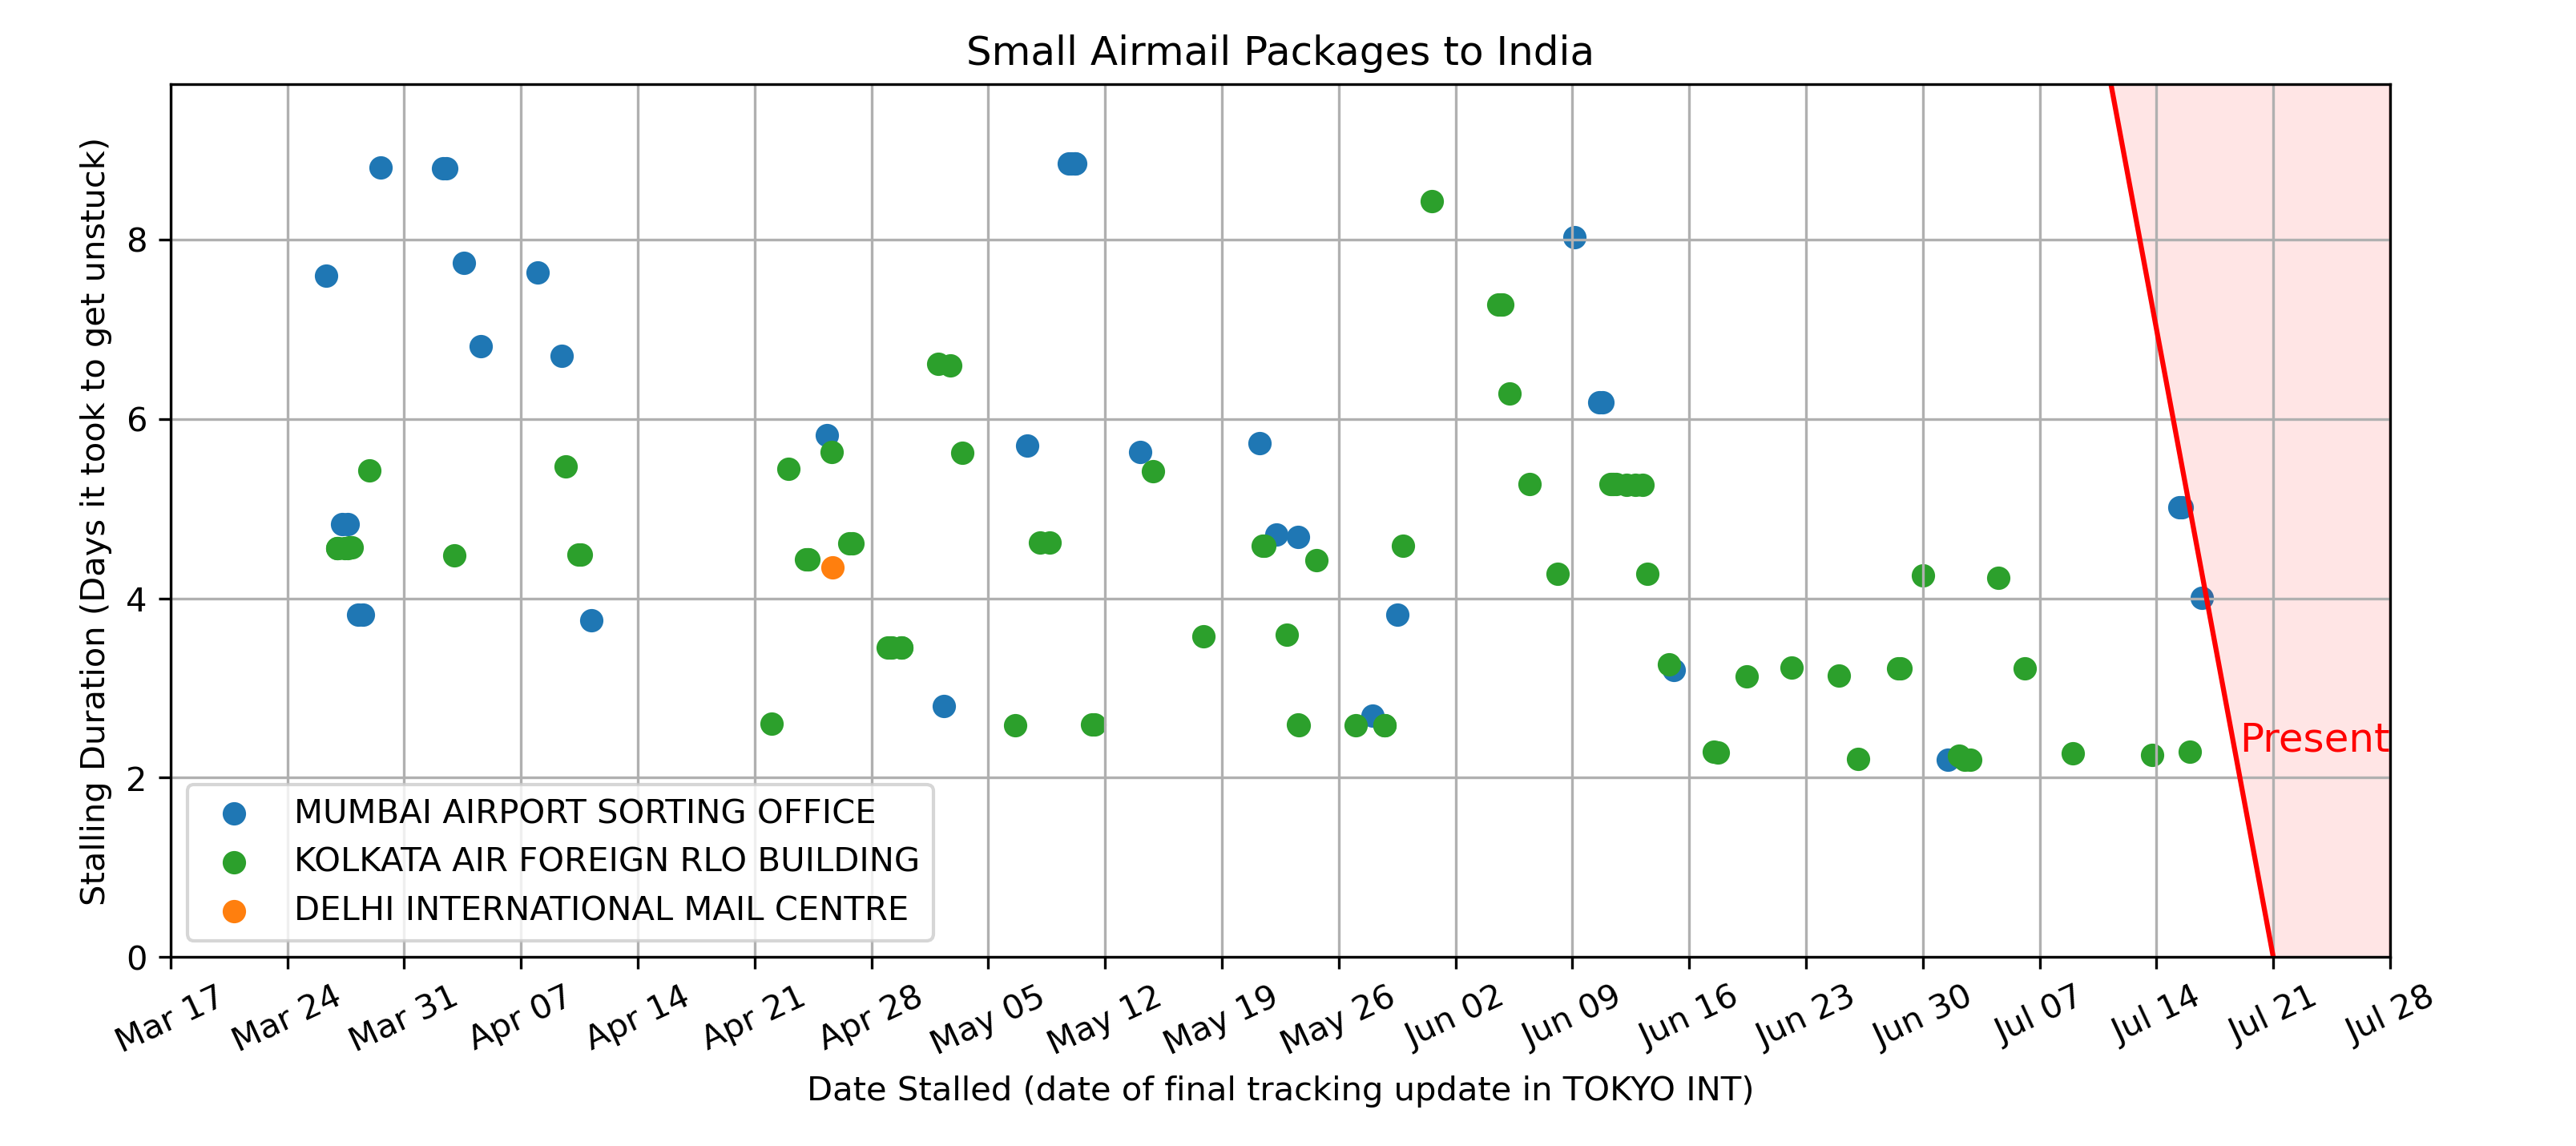 Small Airmail Packages to India
Stalling Duration (Days it took to get unstuck)
8
6
4
2
0
Present
MUMBAI AIRPORT SORTING OFFICE
KOLKATA AIR FOREIGN RLO BUILDING
DELHI INTERNATIONAL MAIL CENTRE
Mar 17 Mar 24 Mar 31 Apr 07 Apr 14 Apr 21 Apr 28 May 05 May 12 May 19 May 26 Jun 02 Jun 09 Jun 16 Jun 23 Jun 30 Jul 07 Jul 14 Jul 21 Jul 28
Date Stalled (date of final tracking update in TOKYO INT)